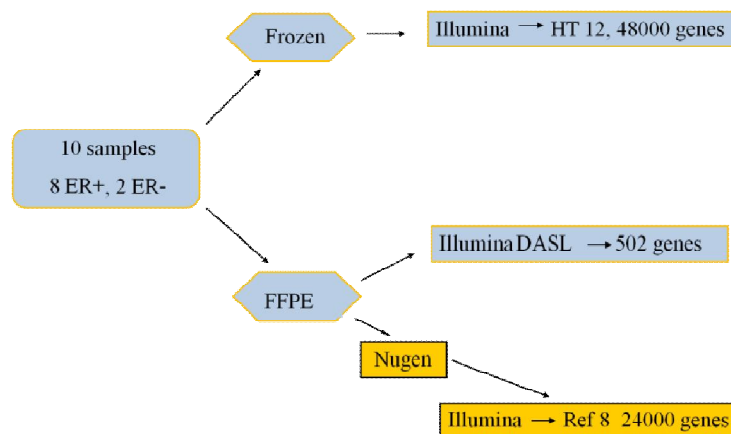 Frozen
Illumina → HT 12, 48000 genes
10 samples
8 ER+, 2 ER-
Illumina DASL → 502 genes
FFPE
Nugen
Illumina → Ref 8 24000 genes